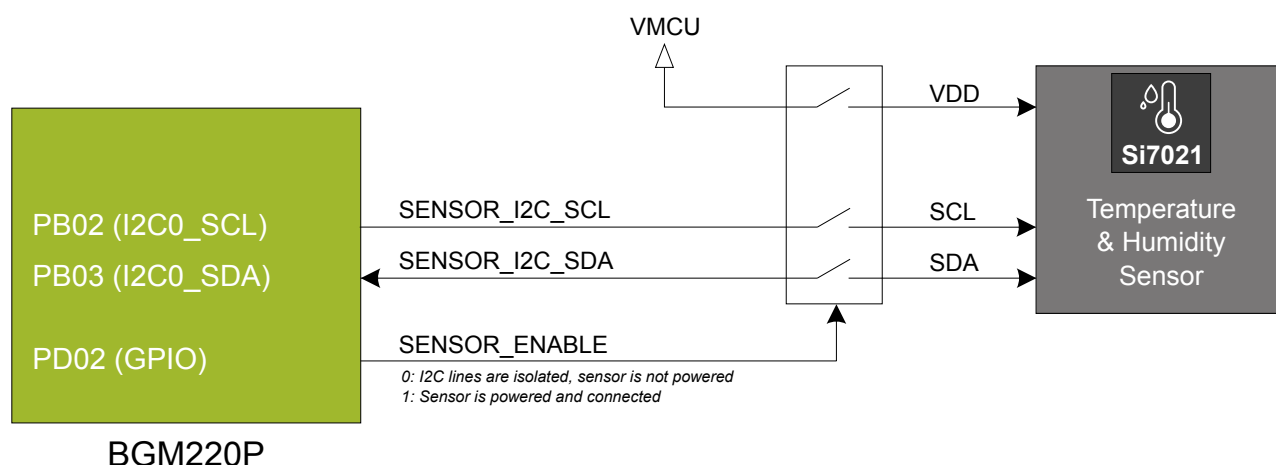 VMCU
VDD
Si7021
PB02 (I2C0_SCL)
SENSOR_I2C_SCL
SCL
Temperature
& Humidity
Sensor
PB03 (I2C0_SDA)
SENSOR_I2C_SDA
SDA
PD02 (GPIO)
SENSOR_ENABLE
0: I2C lines are isolated, sensor is not powered
1: Sensor is powered and connected
BGM220P